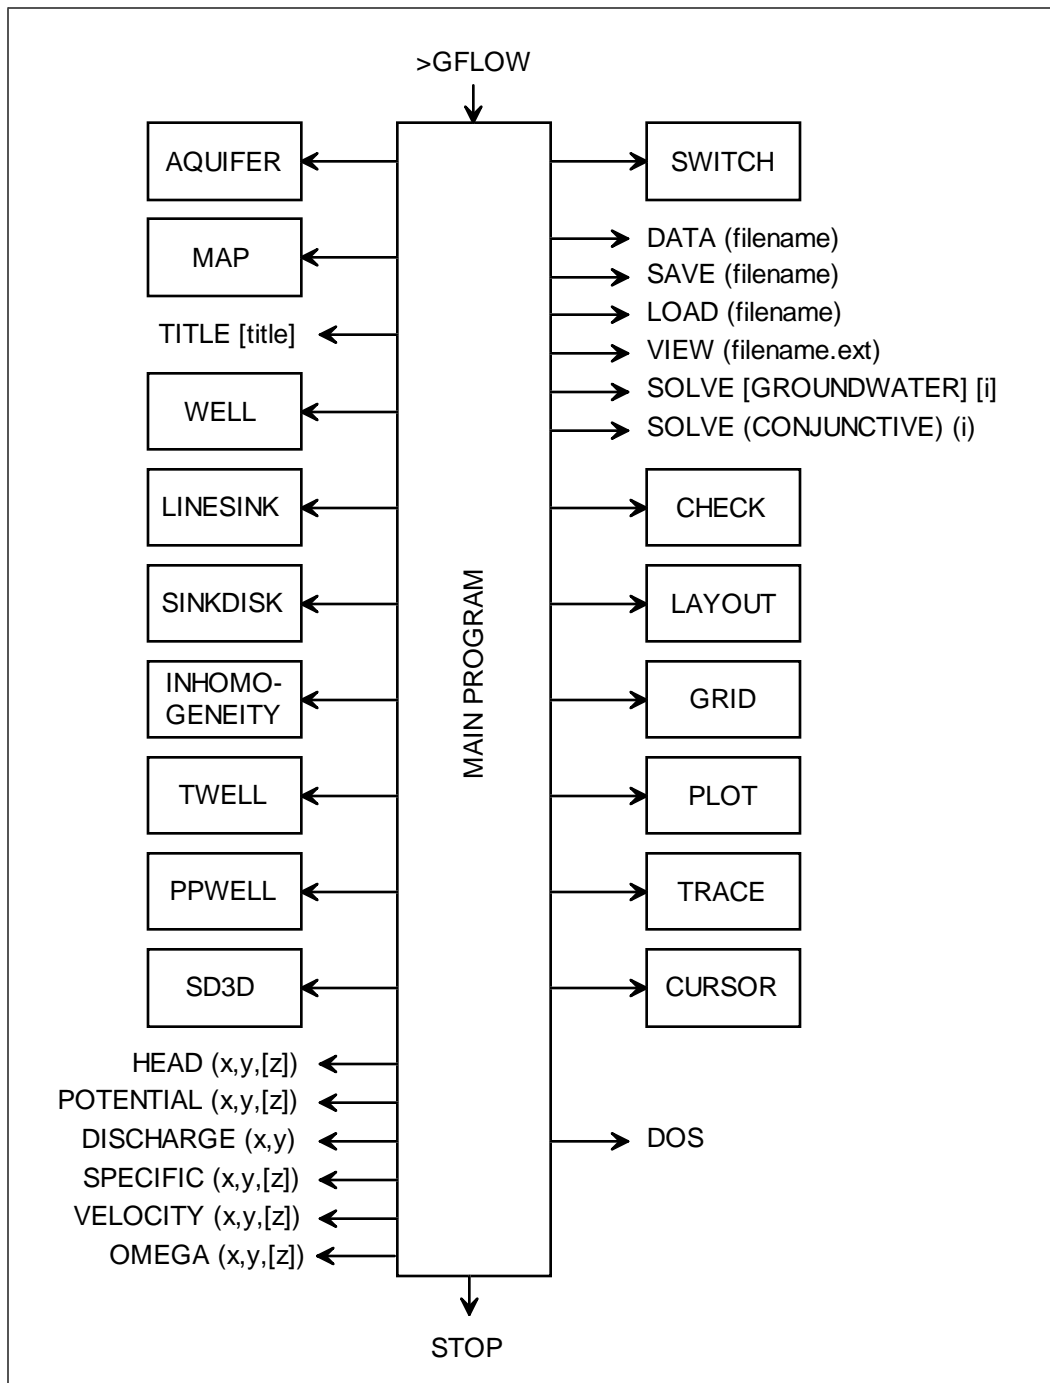 >GFLOW
AQUIFER
MAP
TITLE [title]
WELL
LINESINK
SINKDISK
INHOMO-
GENEITY
TWELL
PPWELL
SD3D
HEAD (x,y,[z])
POTENTIAL (x,y,[z])
DISCHARGE (x,y)
SPECIFIC (x,y,[z])
VELOCITY (x,y,[z])
OMEGA (x,y,[z])
MAIN PROGRAM
SWITCH
DATA (filename)
SAVE (filename)
LOAD (filename)
VIEW (filename.ext)
SOLVE [GROUNDWATER] [i]
SOLVE (CONJUNCTIVE) (i)
CHECK
LAYOUT
GRID
PLOT
TRACE
CURSOR
DOS
STOP